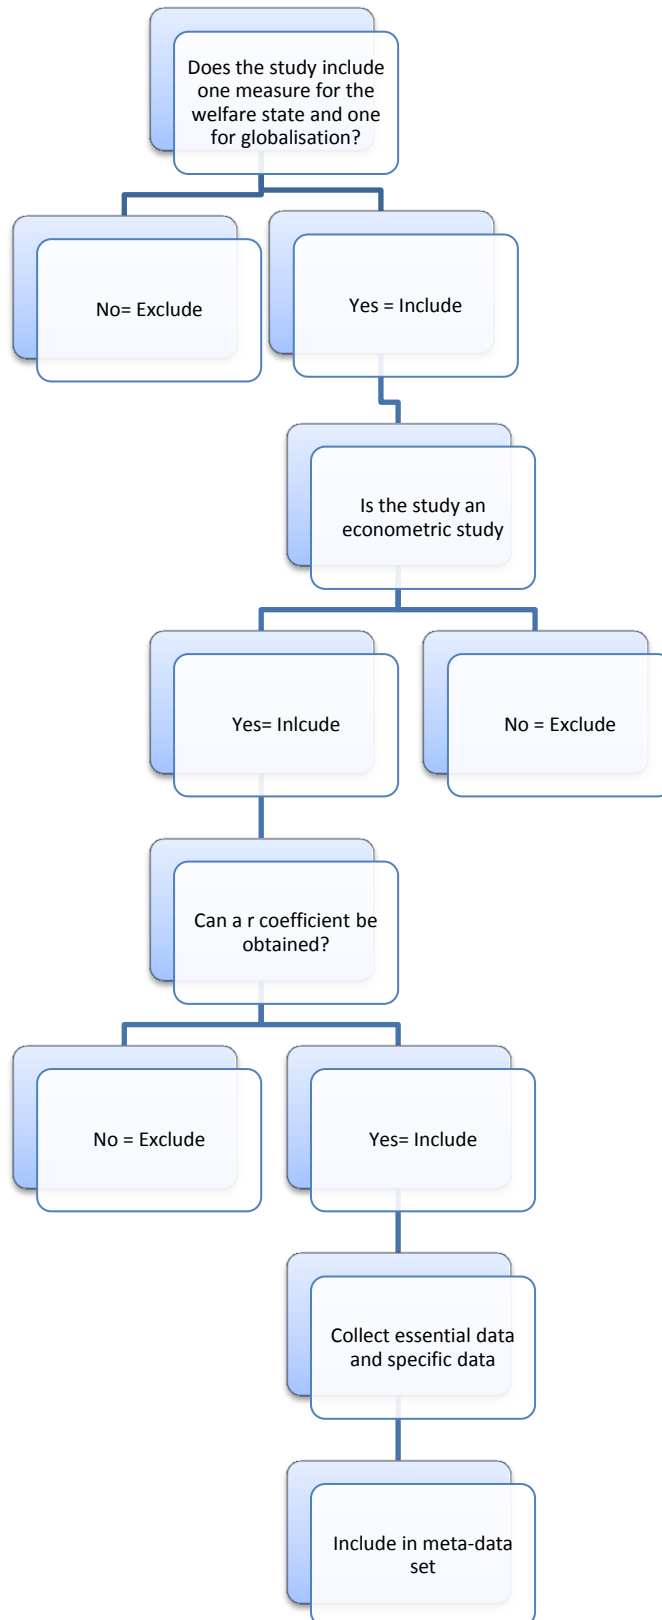 Does the study include
one measure for the
welfare state and one
for globalisation?
No= Exclude
Yes = Include
Is the study an
econometric study
Yes= Inlcude
No = Exclude
Can a r coefficient be
obtained?
No = Exclude
Yes= Include
Collect essential data
and specific data
Include in meta-data
set